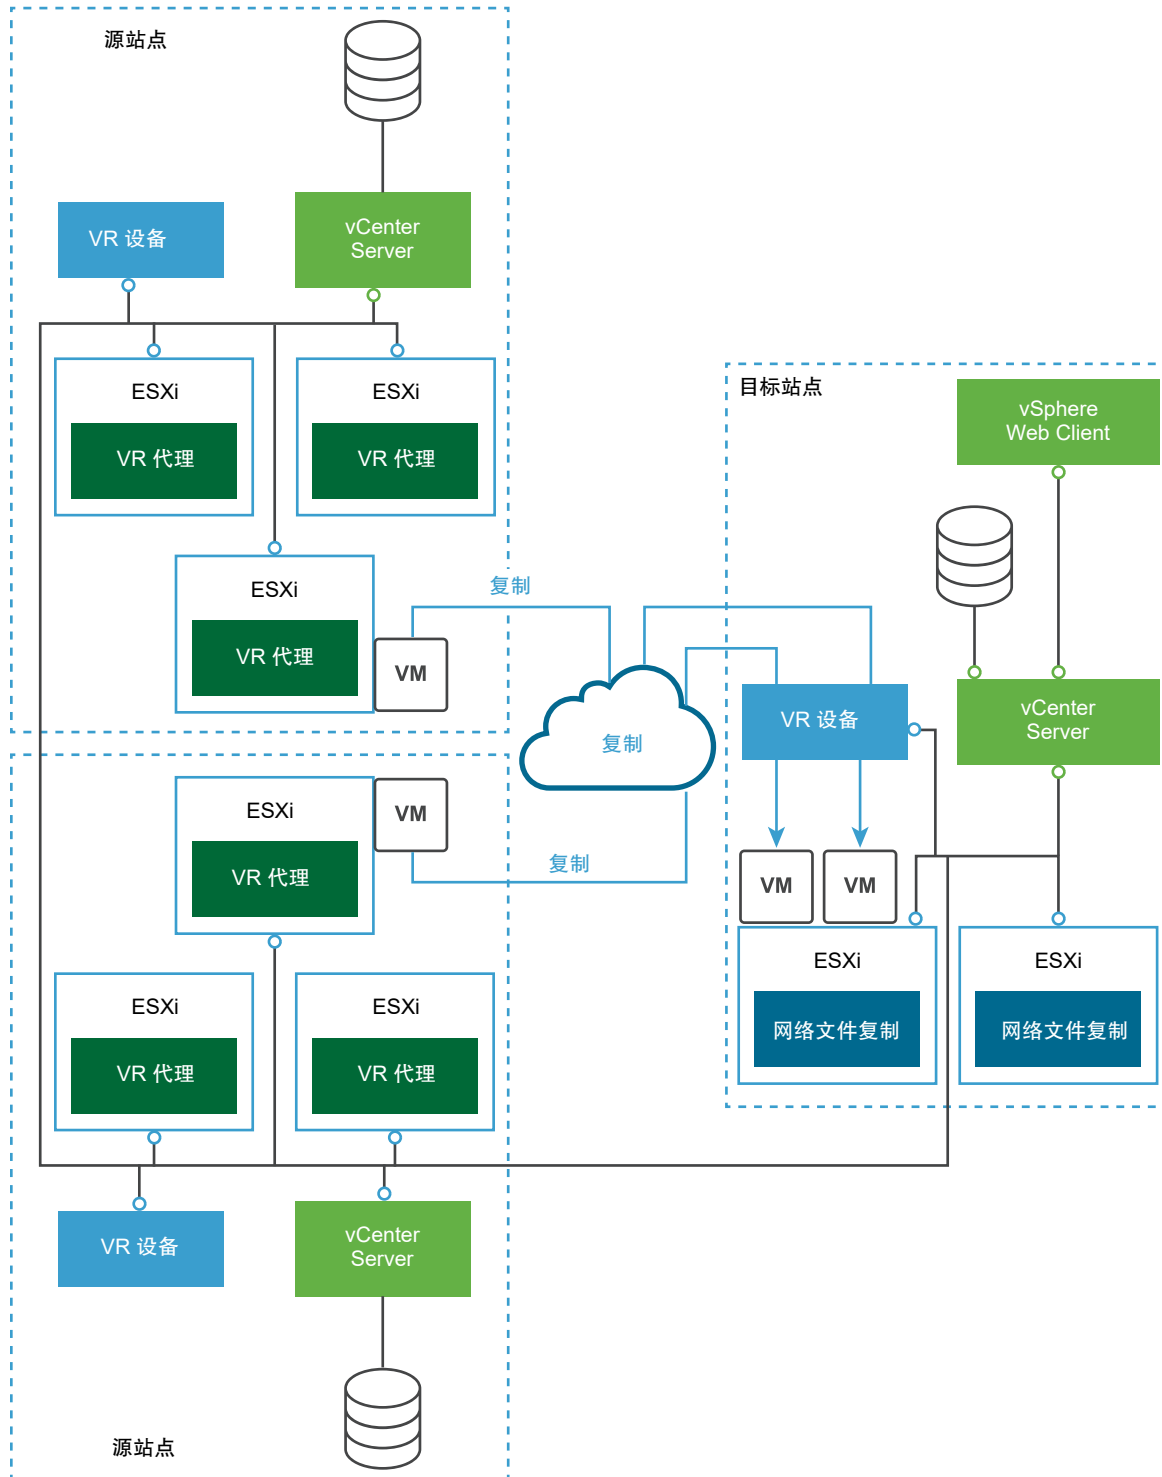 源站点
VR 设备
vCenter
Server
ESXi
VR 代理
ESXi
VR 代理
ESXi
VR 代理
VM
复制
复制
目标站点
vSphere
Web Client
VR 设备
vCenter
Server
VM
VM
ESXi
网络文件复制
ESXi
网络文件复制
ESXi
VR 代理
VM
复制
ESXi
VR 代理
ESXi
VR 代理
VR 设备
vCenter
Server
源站点